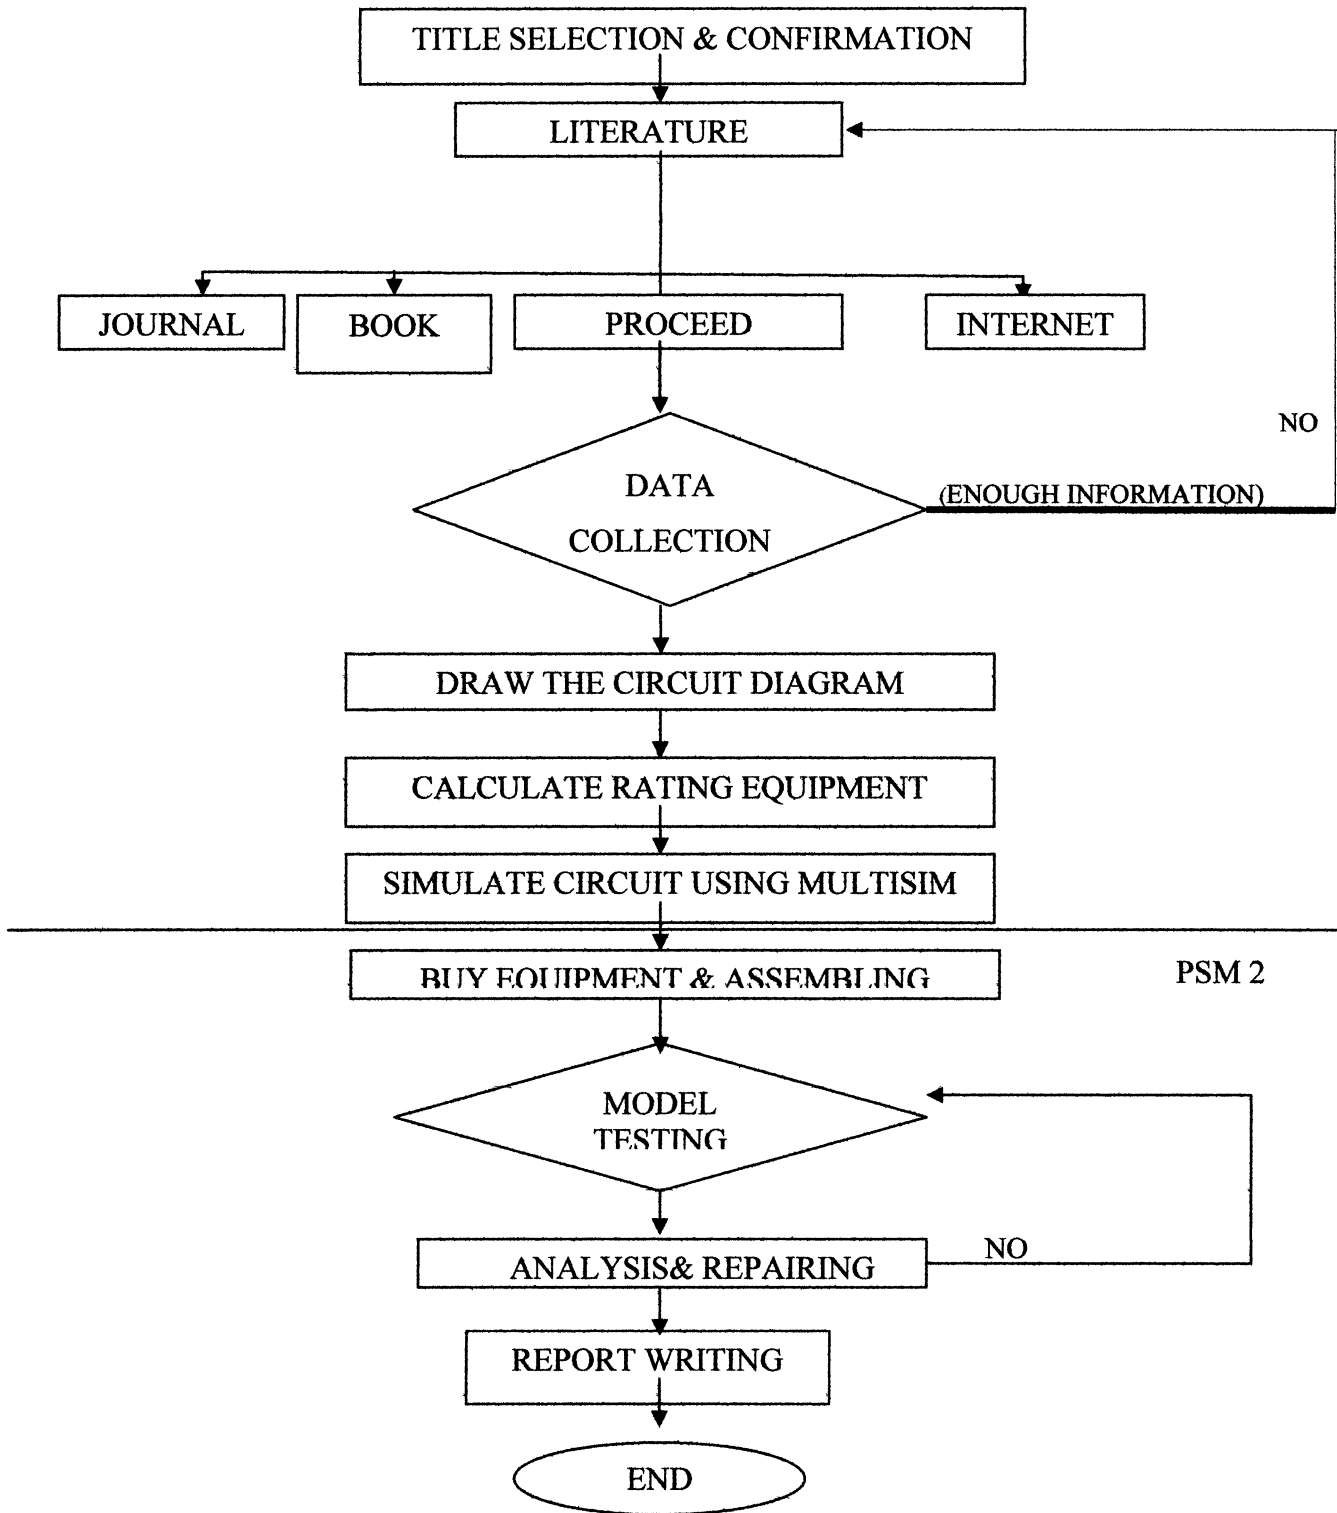 TITLE SELECTION & CONFIRMATION
LITERATURE
JOURNAL
BOOK
PROCEED
INTERNET
NO
DATA
COLLECTION
(ENOUGH INFORMATION)
DRAW THE CIRCUIT DIAGRAM
CALCULATE RATING EQUIPMENT
SIMULATE CIRCUIT USING MULTISIM
BUY EQUIPMENT & ASSEMBLING
PSM 2
MODEL
TESTING
ANALYSIS& REPAIRING
NO
REPORT WRITING
END